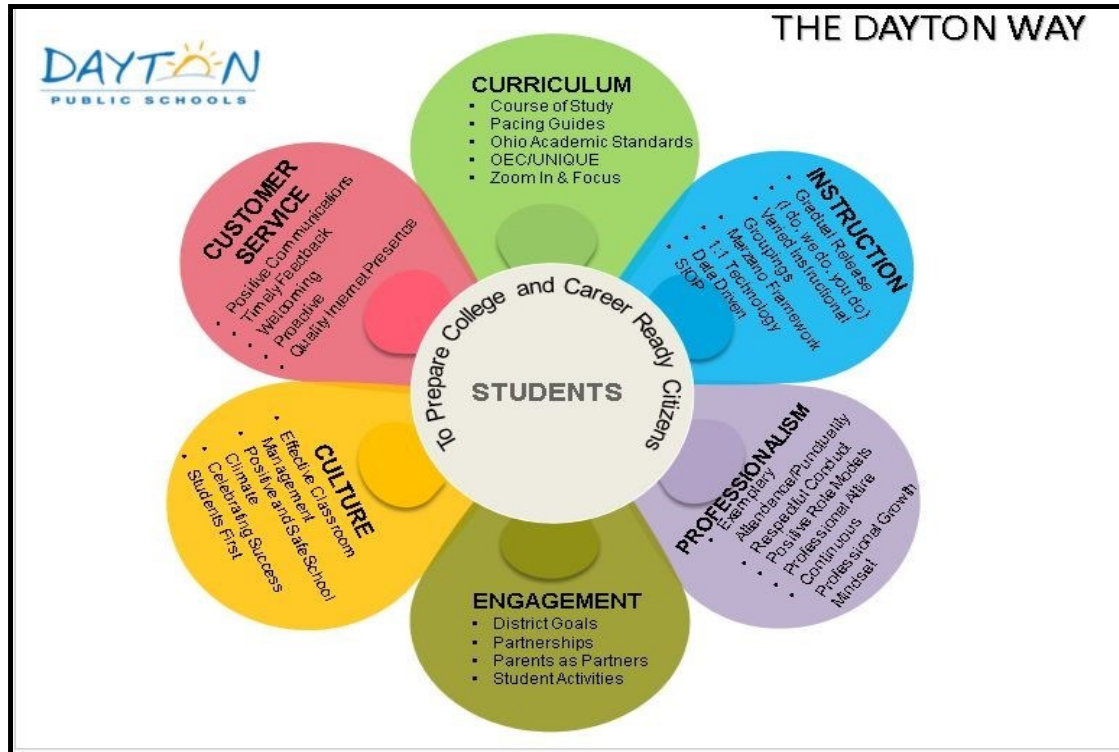 THE DAYTON WAY
DAYTON
PUBLIC SCHOOLS
CURRICULUM
▪ Course of Study
▪ Pacing Guides
▪ Ohio Academic Standards
▪ OEC/UNIQUE
▪ Zoom In & Focus
INSTRUCTION
• Gradual Release
(I do, we do, you do)
• Varied Instructional
Groupings
• Marzano Framework
• 1:1 Technology
• Data Driven
• SIOP
PROFESSIONALISM
• Exemplary
Attendance/Punctuality
• Respectful Conduct
• Positive Role Models
• Professional Attire
• Continuous
Professional Growth
Mindset
ENGAGEMENT
▪ District Goals
▪ Partnerships
▪ Parents as Partners
▪ Student Activities
CULTURE
• Effective Classroom
Management
• Positive and Safe School
Climate
• Celebrating Success
• Students First
CUSTOMER
SERVICE
• Positive Communications
• Timely Feedback
• Welcoming
• Proactive
• Quality Internet Presence
To Prepare College and Career Ready Citizens
STUDENTS